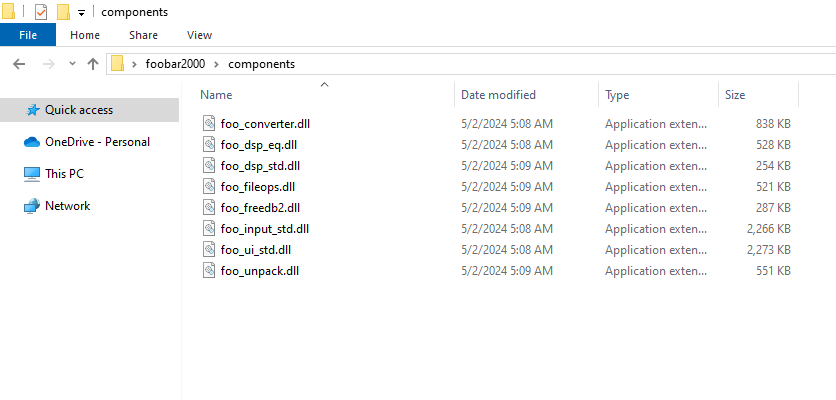 components
File Home Share View
foobar2000 components
Name Date modified Type Size
Quick access
OneDrive - Personal
This PC
Network
foo_converter.dll 5/2/2024 5:08 AM Application exten... 838 KB
foo_dsp_eq.dll 5/2/2024 5:08 AM Application exten... 528 KB
foo_dsp_std.dll 5/2/2024 5:09 AM Application exten... 254 KB
foo_fileops.dll 5/2/2024 5:09 AM Application exten... 521 KB
foo_freedb2.dll 5/2/2024 5:09 AM Application exten... 287 KB
foo_input_std.dll 5/2/2024 5:08 AM Application exten... 2,266 KB
foo_ui_std.dll 5/2/2024 5:08 AM Application exten... 2,273 KB
foo_unpack.dll 5/2/2024 5:09 AM Application exten... 551 KB